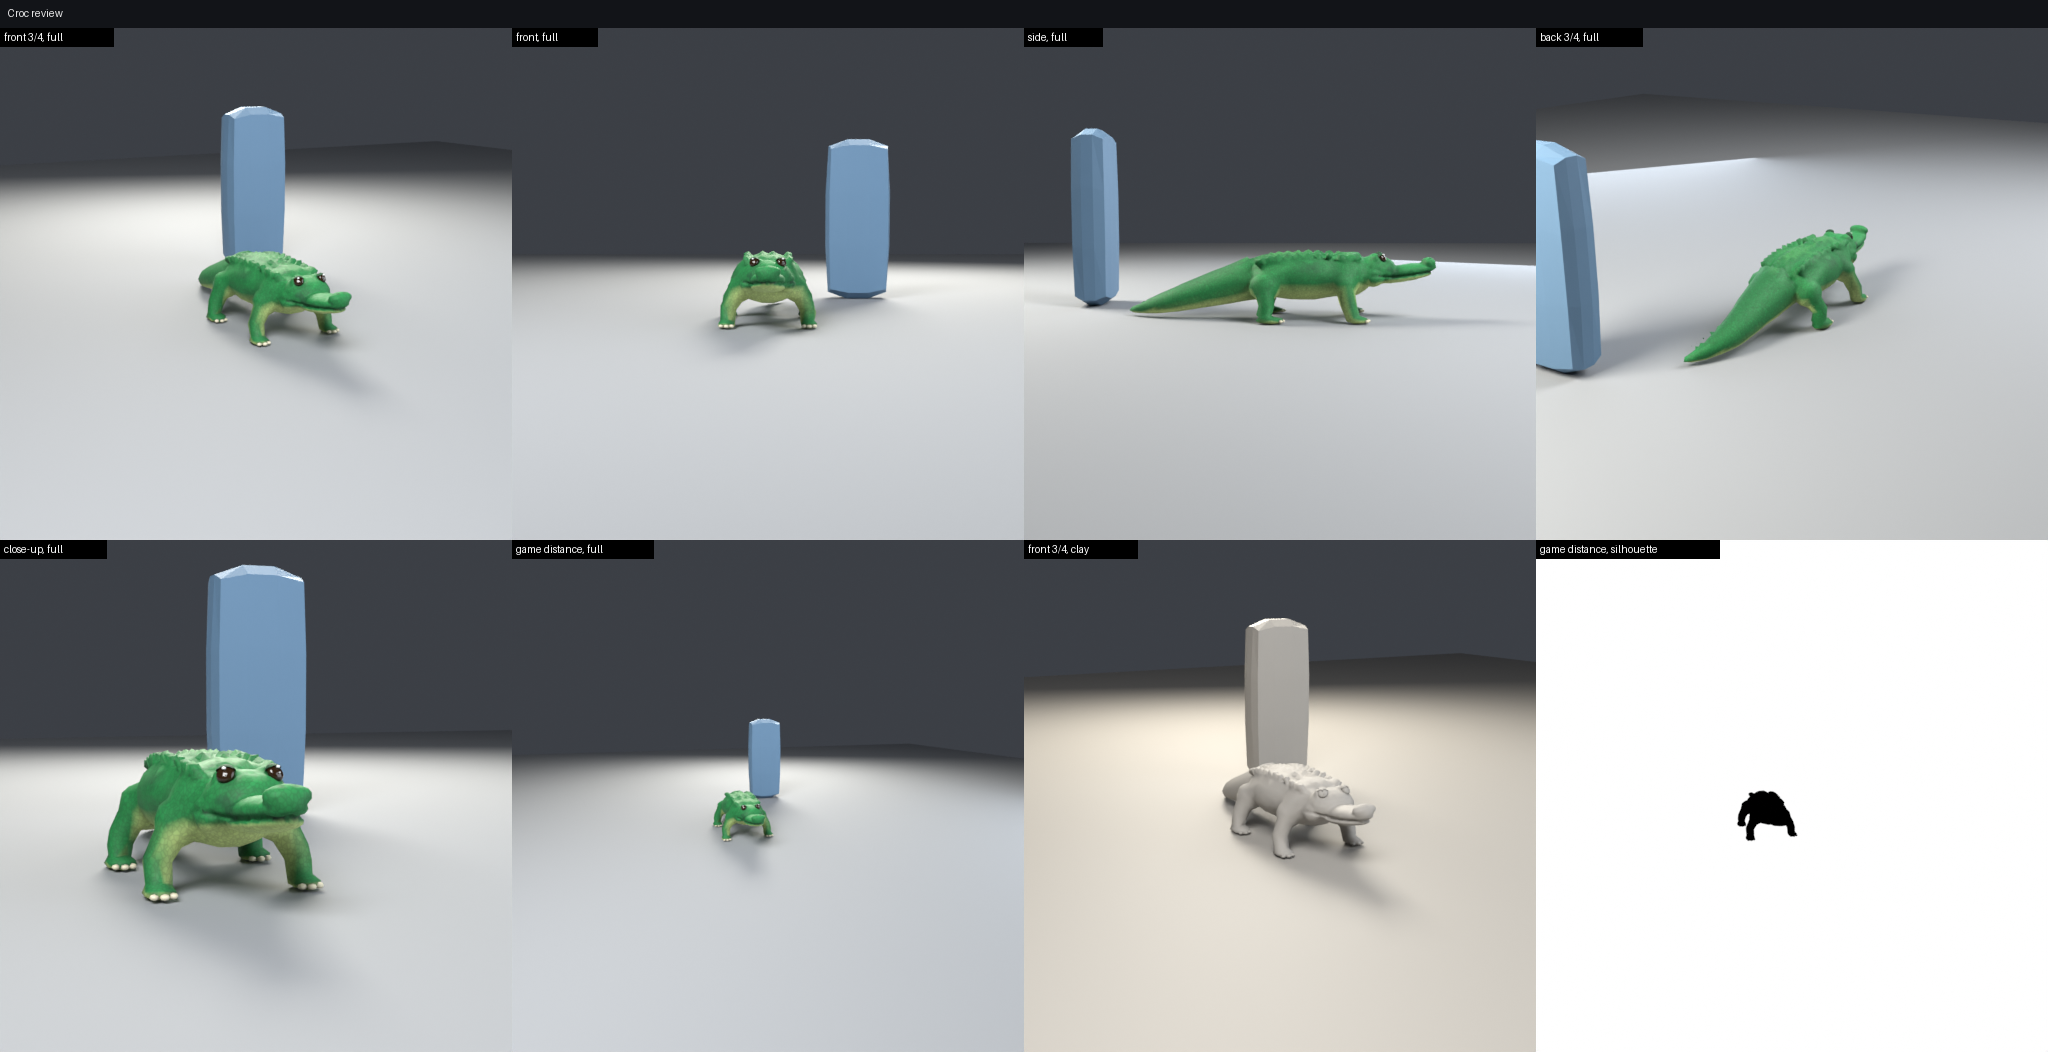 Croc review
front 3/4, full
front, full
side, full
back 3/4, full
close-up, full
game distance, full
front 3/4, clay
game distance, silhouette